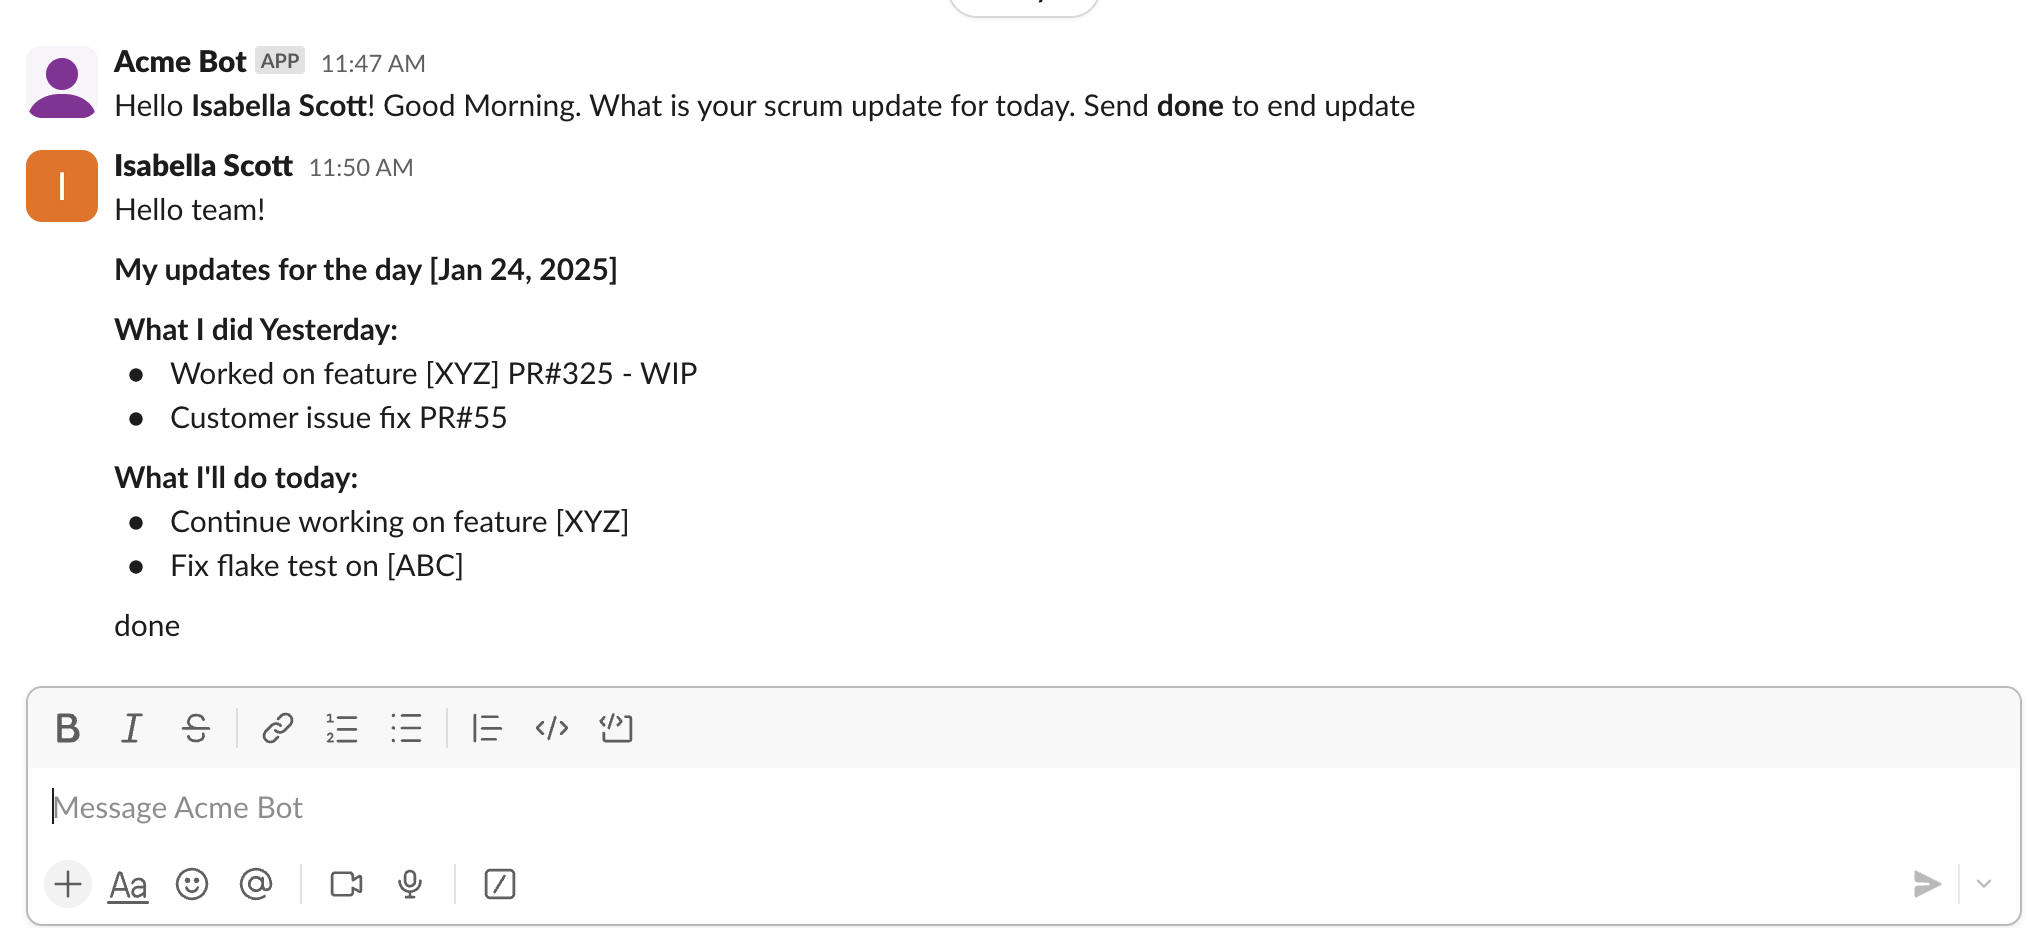 Acme Bot APP 11:47 AM
Hello Isabella Scott! Good Morning. What is your scrum update for today. Send done to end update
I
Isabella Scott 11:50 AM
Hello team!
My updates for the day [Jan 24, 2025]
What I did Yesterday:
● Worked on feature [XYZ] PR#325 - WIP
● Customer issue fix PR#55
What I'll do today:
● Continue working on feature [XYZ]
● Fix flake test on [ABC]
done
Message Acme Bot
Aa